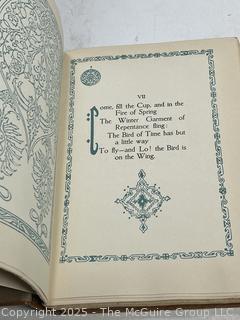 VII
Come, fill the Cup, and in the
Fire of Spring
The Winter Garment of
Repentance fling:
The Bird of Time has but
a little way
To fly—and Lo! the Bird is
on the Wing.
Copyright 2025 - The McGuire Group LLC